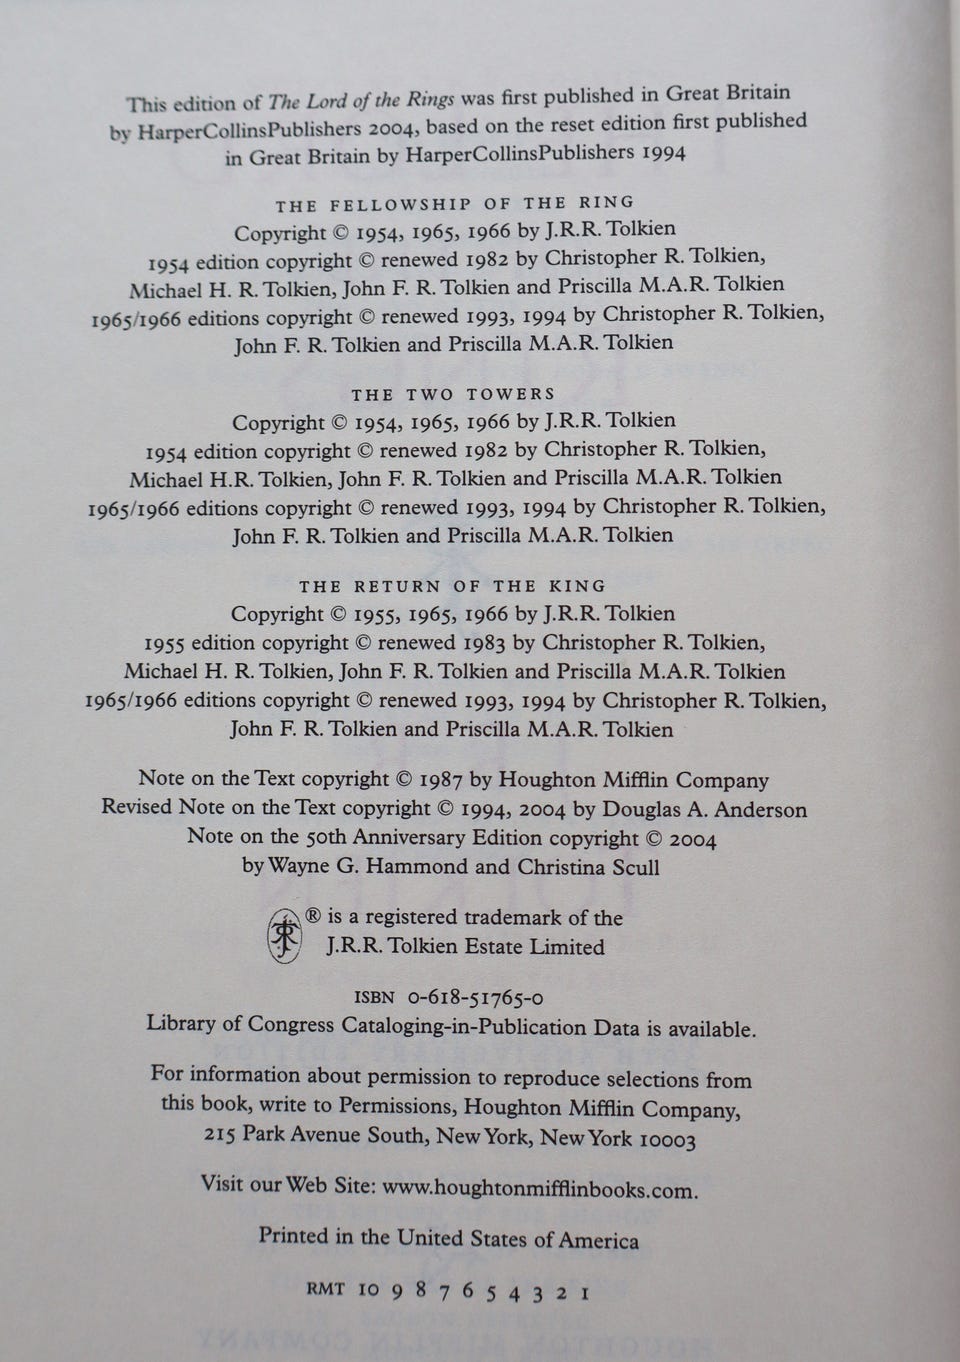 This edition of The Lord of the Rings was first published in Great Britain
by HarperCollinsPublishers 2004, based on the reset edition first published
in Great Britain by HarperCollinsPublishers 1994
THE FELLOWSHIP OF THE RING
Copyright © 1954, 1965, 1966 by J.R.R. Tolkien
1954 edition copyright © renewed 1982 by Christopher R. Tolkien,
Michael H. R. Tolkien, John F. R. Tolkien and Priscilla M.A.R. Tolkien
1965/1966 editions copyright © renewed 1993, 1994 by Christopher R. Tolkien,
John F. R. Tolkien and Priscilla M.A.R. Tolkien
THE TWO TOWERS
Copyright © 1954, 1965, 1966 by J.R.R. Tolkien
1954 edition copyright © renewed 1982 by Christopher R. Tolkien,
Michael H.R. Tolkien, John F. R. Tolkien and Priscilla M.A.R. Tolkien
1965/1966 editions copyright © renewed 1993, 1994 by Christopher R. Tolkien,
John F. R. Tolkien and Priscilla M.A.R. Tolkien
THE RETURN OF THE KING
Copyright © 1955, 1965, 1966 by J.R.R. Tolkien
1955 edition copyright © renewed 1983 by Christopher R. Tolkien,
Michael H. R. Tolkien, John F. R. Tolkien and Priscilla M.A.R. Tolkien
1965/1966 editions copyright © renewed 1993, 1994 by Christopher R. Tolkien,
John F. R. Tolkien and Priscilla M.A.R. Tolkien
Note on the Text copyright © 1987 by Houghton Mifflin Company
Revised Note on the Text copyright © 1994, 2004 by Douglas A. Anderson
Note on the 50th Anniversary Edition copyright © 2004
by Wayne G. Hammond and Christina Scull
® is a registered trademark of the
J.R.R. Tolkien Estate Limited
ISBN 0-618-51765-0
Library of Congress Cataloging-in-Publication Data is available.
For information about permission to reproduce selections from
this book, write to Permissions, Houghton Mifflin Company,
215 Park Avenue South, New York, New York 10003
Visit our Web Site: www.houghtonmifflinbooks.com.
Printed in the United States of America
RMT 10 9 8 7 6 5 4 3 2 1